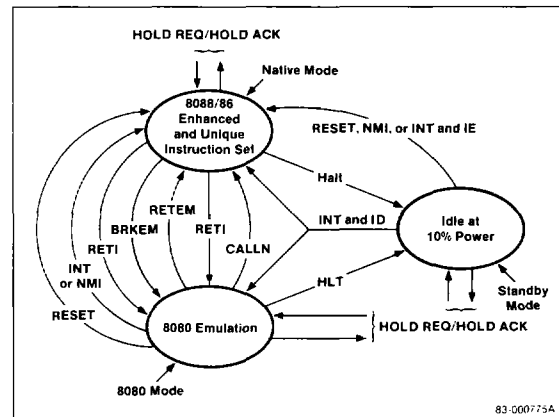 HOLD REQ/HOLD ACK
Native Mode
8088/86
Enhanced
and Unique
Instruction Set
RESET, NMI, or INT and IE
Halt
RETEM
BRKEM
RETI
RETI
CALLN
INT and ID
Idle at
10% Power
INT
or NMI
RESET
HLT
Standby
Mode
8080 Emulation
HOLD REQ/HOLD ACK
8080 Mode
83-000775A